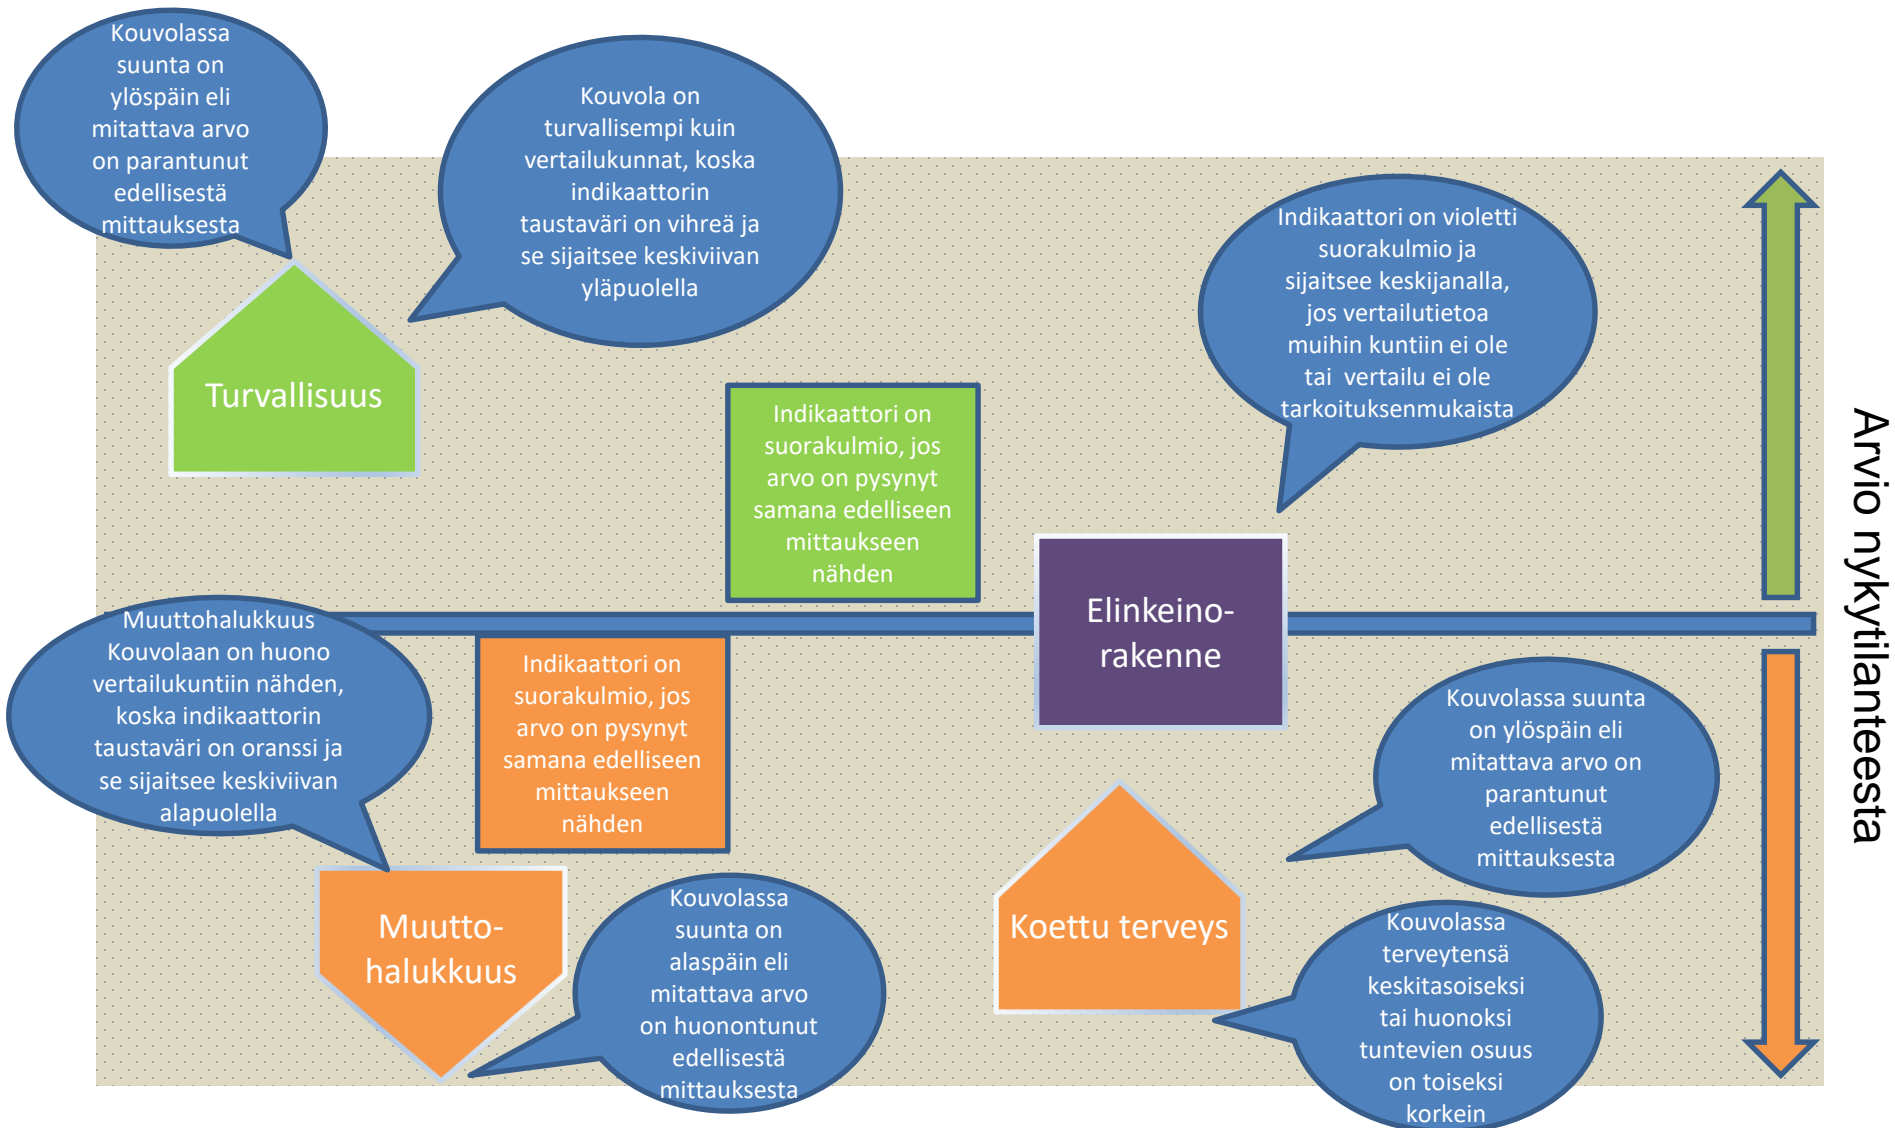 Kouvolassa
suunta on
ylöspäin eli
mitattava arvo
on parantunut
edellisestä
mittauksesta
Kouvola on
turvallisempi kuin
vertailukunnat, koska
indikaattorin
taustaväri on vihreä ja
se sijaitsee keskiviivan
yläpuolella
Indikaattori on violetti
suorakulmio ja
sijaitsee keskijanalla,
jos vertailutietoa
muihin kuntiin ei ole
tai vertailu ei ole
tarkoituksenmukaista
Turvallisuus
Indikaattori on
suorakulmio, jos
arvo on pysynyt
samana edelliseen
mittaukseen
nähden
Arvio nykytilanteesta
Elinkeino-
rakenne
Muuttohalukkuus
Kouvolaan on huono
vertailukuntiin nähden,
koska indikaattorin
taustaväri on oranssi ja
se sijaitsee keskiviivan
alapuolella
Indikaattori on
suorakulmio, jos
arvo on pysynyt
samana edelliseen
mittaukseen
nähden
Kouvolassa suunta
on ylöspäin eli
mitattava arvo on
parantunut
edellisestä
mittauksesta
Muutto-
halukkuus
Kouvolassa
suunta on
alaspäin eli
mitattava arvo
on huonontunut
edellisestä
mittauksesta
Koettu terveys
Kouvolassa
terveytensä
keskitasoiseksi
tai huonoksi
tuntevien osuus
on toiseksi
korkein